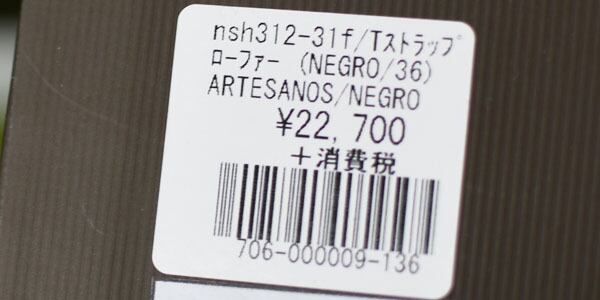 nsh312-31f/Tｽﾄﾗｯﾌﾟ
ﾛｰﾌｧｰ (NEGRO/36)
ARTESANOS/NEGRO
¥22,700
+消費税
706-000009-136